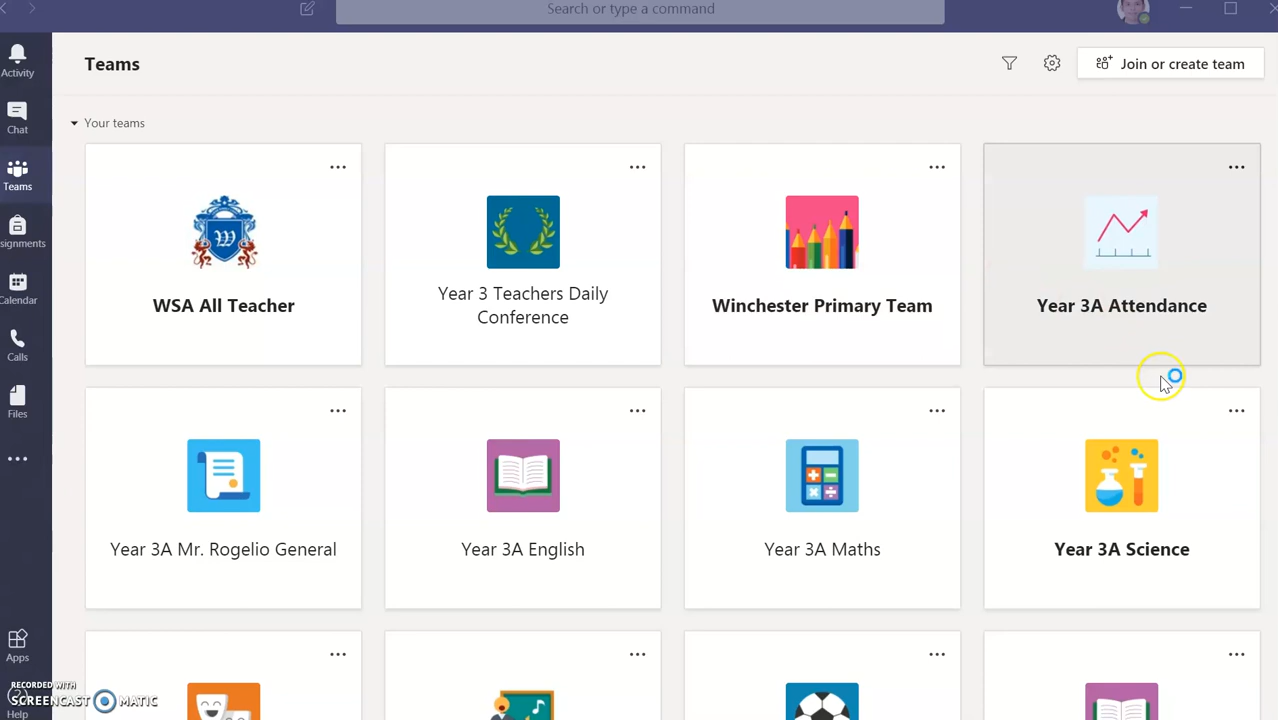 Search or type a command
Activity
Chat
Teams
signments
Calendar
Calls
Files
Apps
Help
Teams
Join or create team
Your teams
WSA All Teacher
Year 3 Teachers Daily
Conference
Winchester Primary Team
Year 3A Attendance
Year 3A Mr. Rogelio General
Year 3A English
Year 3A Maths
Year 3A Science
RECORDED WITH
SCREENCAST MATIC